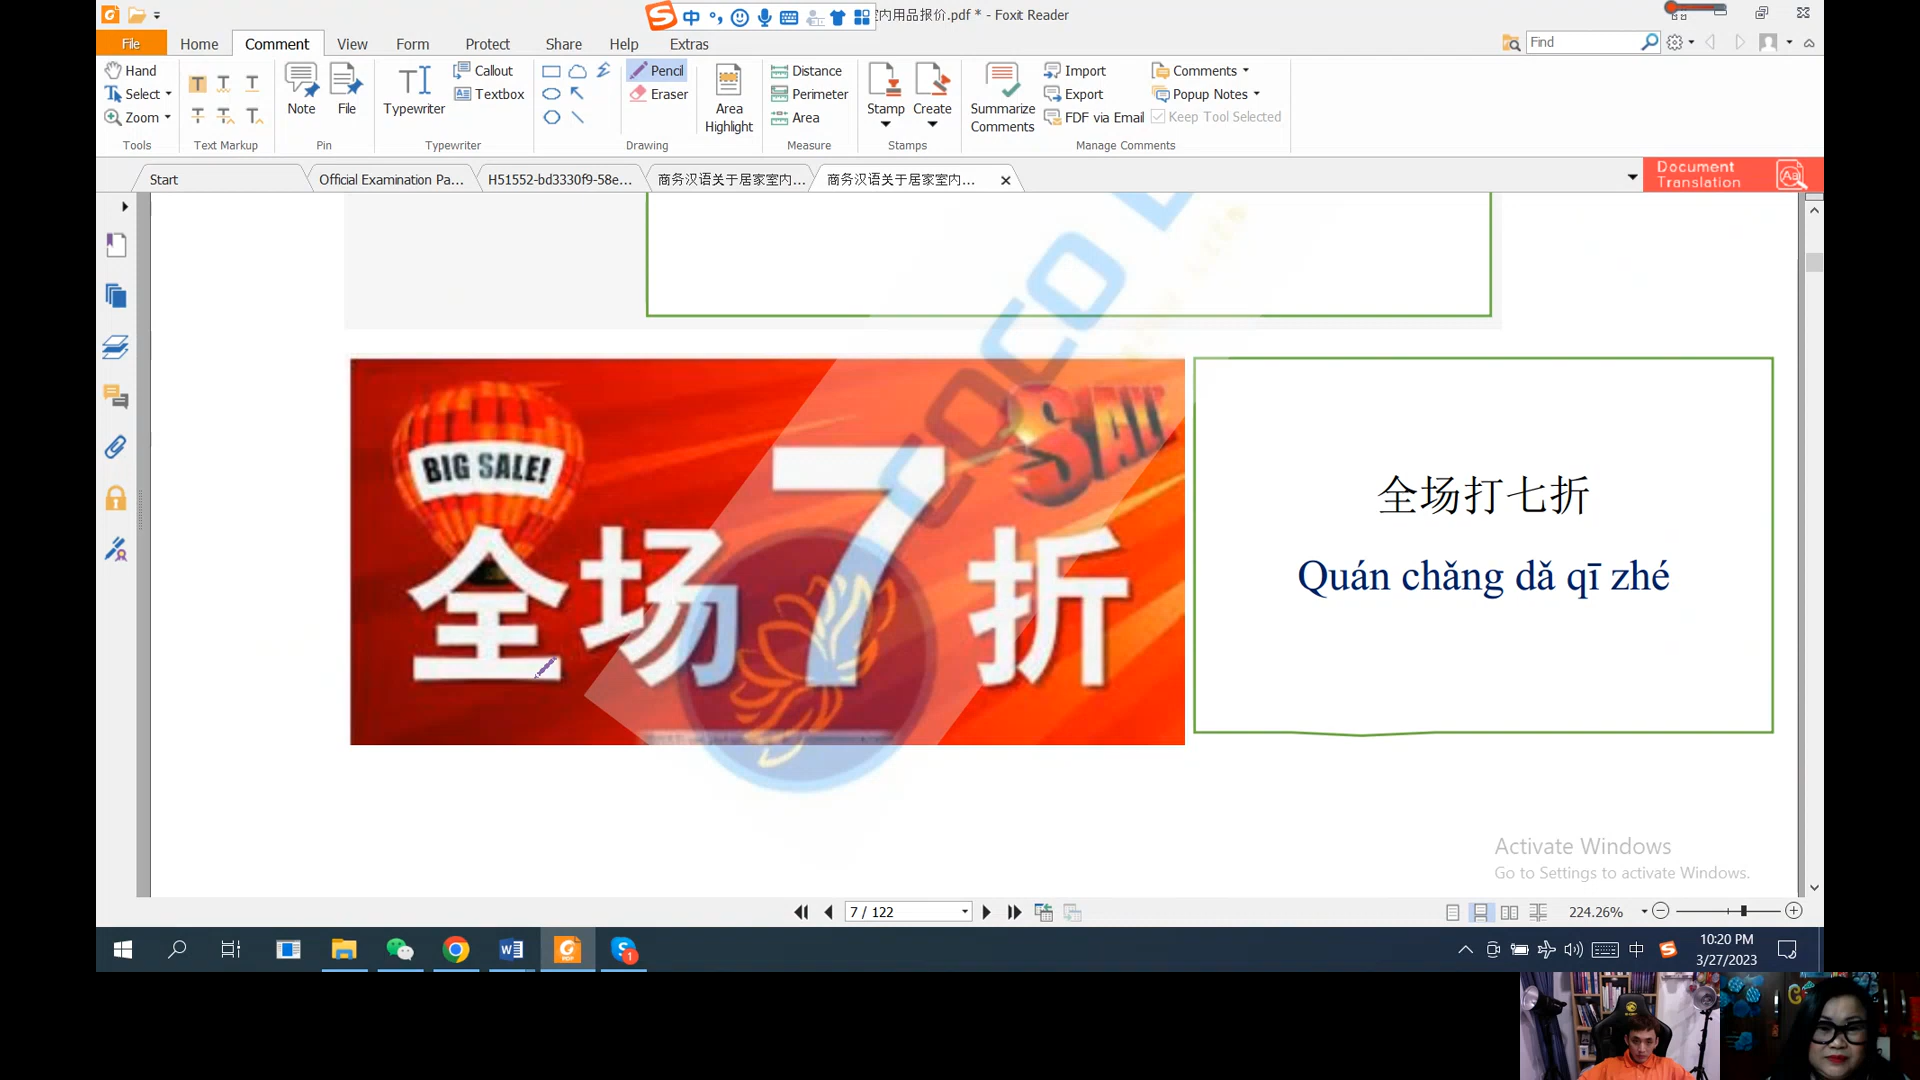 室内用品报价.pdf * - Foxit Reader
File Home Comment View Form Protect Share Help Extras
Find
Hand
Select
Zoom
Tools
Text Markup
Note
File
Pin
Typewriter
Callout
Textbox
Typewriter
Pencil
Eraser
Drawing
Area
Highlight
Distance
Perimeter
Area
Measure
Stamp
Create
Stamps
Summarize
Comments
Import
Export
FDF via Email
Comments
Popup Notes
Keep Tool Selected
Manage Comments
Start
Official Examination Pa...
H51552-bd3330f9-58e...
商务汉语关于居家室内...
商务汉语关于居家室内...
Document
Translation
BIG SALE!
全场7折
全场打七折
Quán chǎng dǎ qī zhé
Activate Windows
Go to Settings to activate Windows.
7 / 122
224.26%
中
10:20 PM
3/27/2023